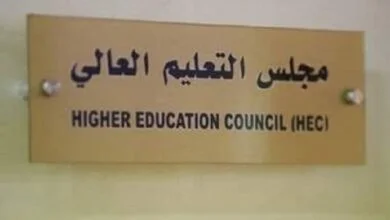 مجلس التعليم العالي
HIGHER EDUCATION COUNCIL (HEC)